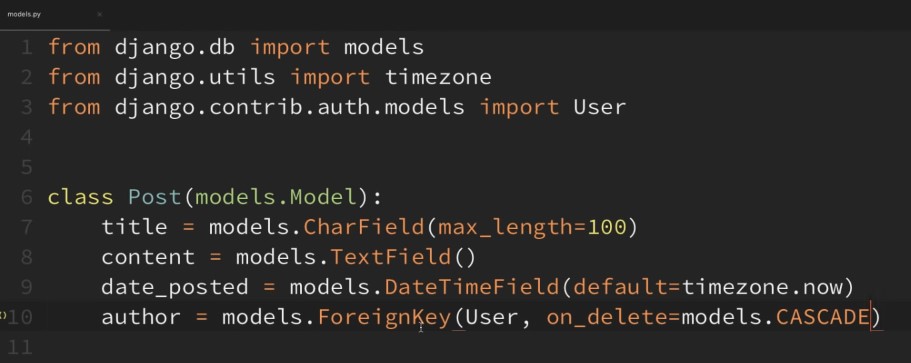 models.py ×
1 from django.db import models
2 from django.utils import timezone
3 from django.contrib.auth.models import User
4
5
6 class Post(models.Model):
7     title = models.CharField(max_length=100)
8     content = models.TextField()
9     date_posted = models.DateTimeField(default=timezone.now)
10     author = models.ForeignKey(User, on_delete=models.CASCADE)
11